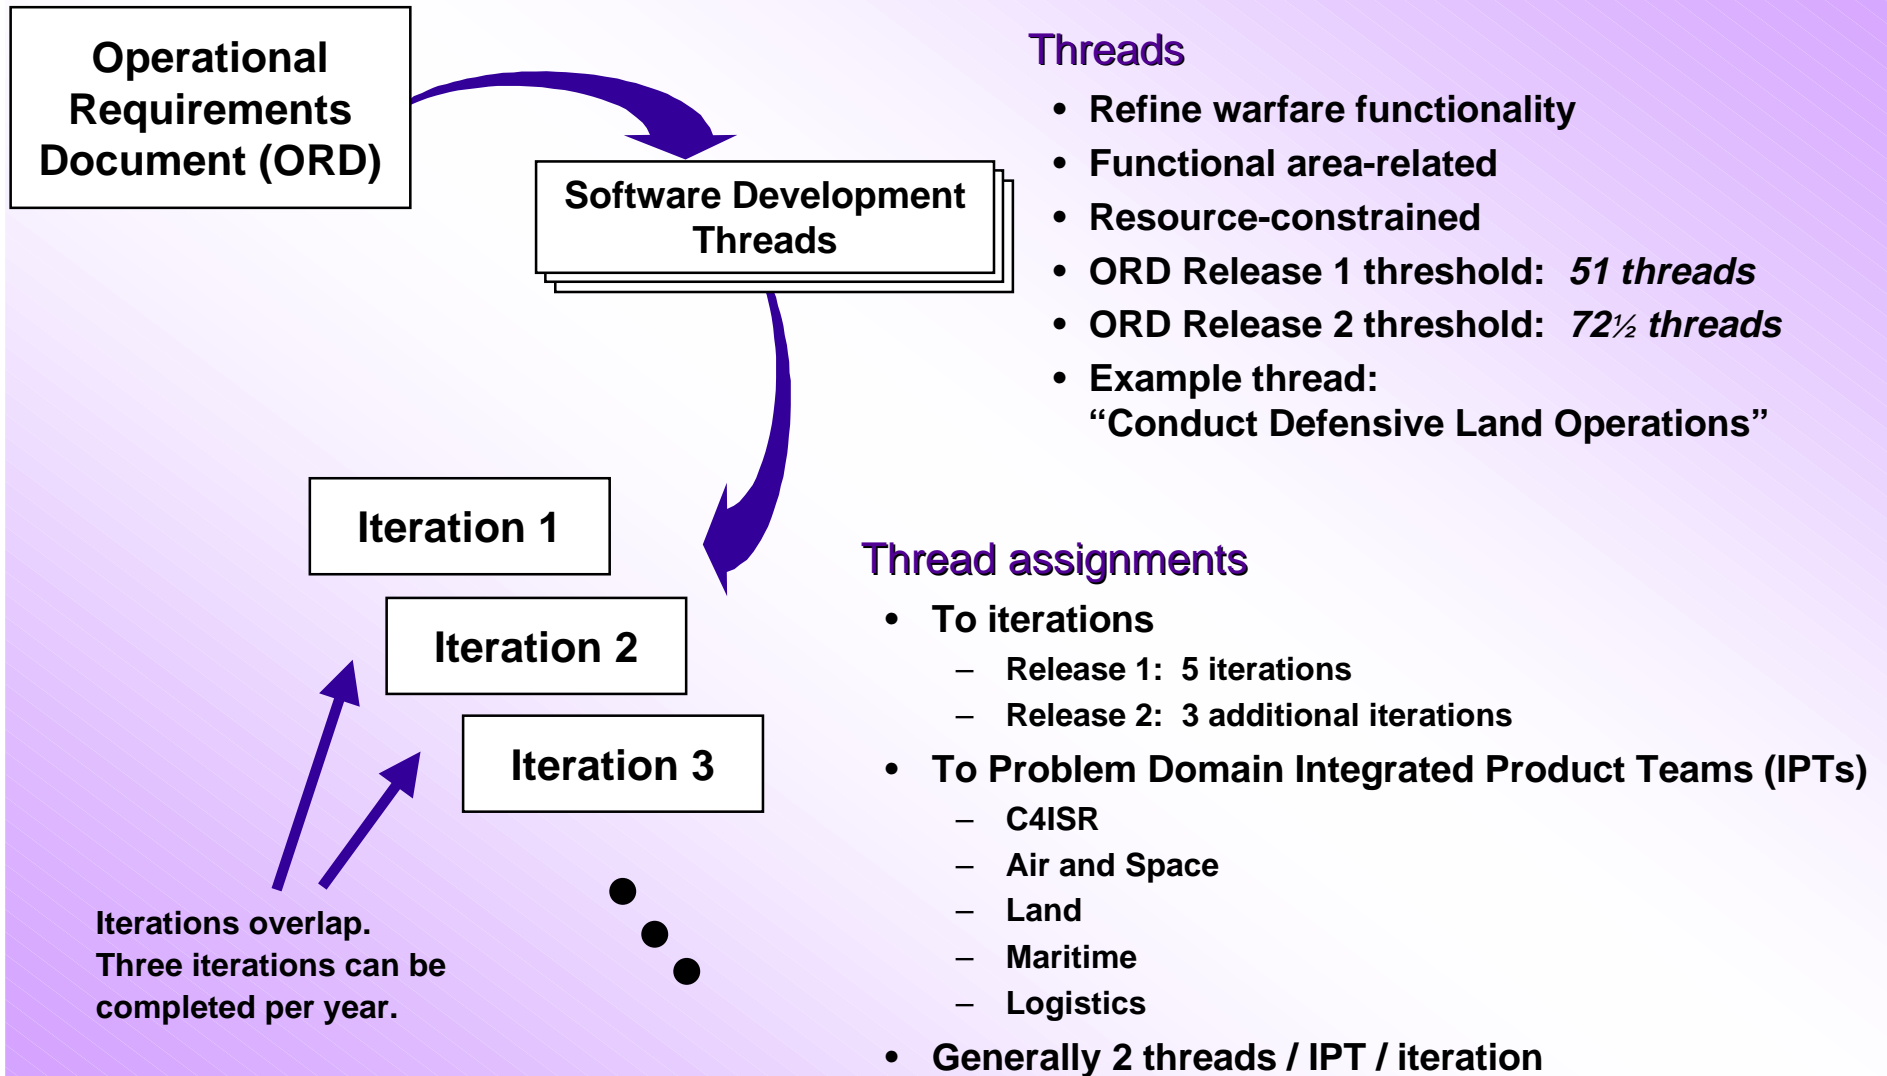 Operational
Requirements
Document (ORD)
Software Development
Threads
Threads
• Refine warfare functionality
• Functional area-related
• Resource-constrained
• ORD Release 1 threshold: 51 threads
• ORD Release 2 threshold: 72½ threads
• Example thread:
“Conduct Defensive Land Operations”
Iteration 1
Iteration 2
Iteration 3
Iterations overlap.
Three iterations can be
completed per year.
Thread assignments
• To iterations
– Release 1: 5 iterations
– Release 2: 3 additional iterations
• To Problem Domain Integrated Product Teams (IPTs)
– C4ISR
– Air and Space
– Land
– Maritime
– Logistics
• Generally 2 threads / IPT / iteration